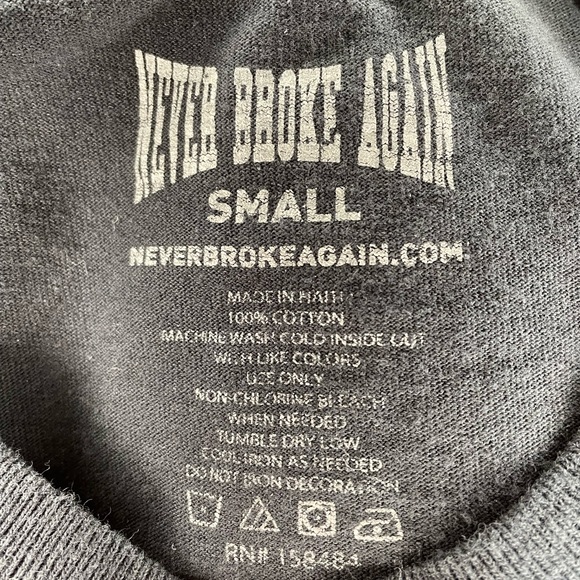 NEVER BROKE AGAIN
SMALL
NEVERBROKEAGAIN.COM
MADE IN HAITI
100% COTTON
MACHINE WASH COLD INSIDE OUT
WITH LIKE COLORS
USE ONLY
NON-CHLORINE BLEACH
WHEN NEEDED
TUMBLE DRY LOW
COOL IRON AS NEEDED
DO NOT IRON DECORATION
RN# 158484